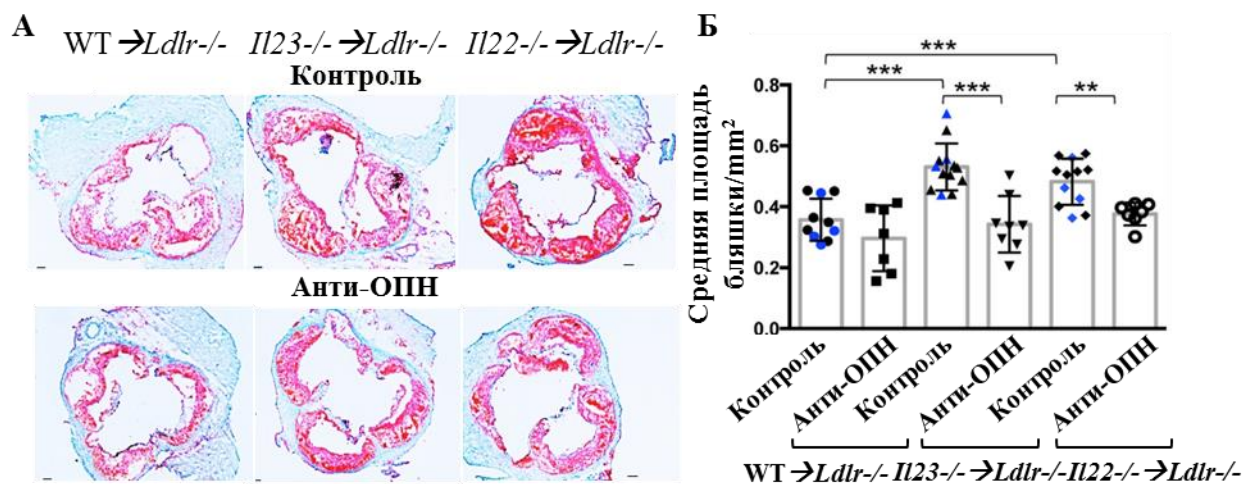 А
WT →Ldlr-/- Il23-/- →Ldlr-/- Il22-/- →Ldlr-/-
Контроль
Анти-ОПН
Б
Средняя площадь
бляшки/mm²
0.8
0.6
0.4
0.2
0.0
***
***
***
**
Контроль
Анти-ОПН
Контроль
Анти-ОПН
Контроль
Анти-ОПН
WT →Ldlr-/- Il23-/- →Ldlr-/- Il22-/- →Ldlr-/-